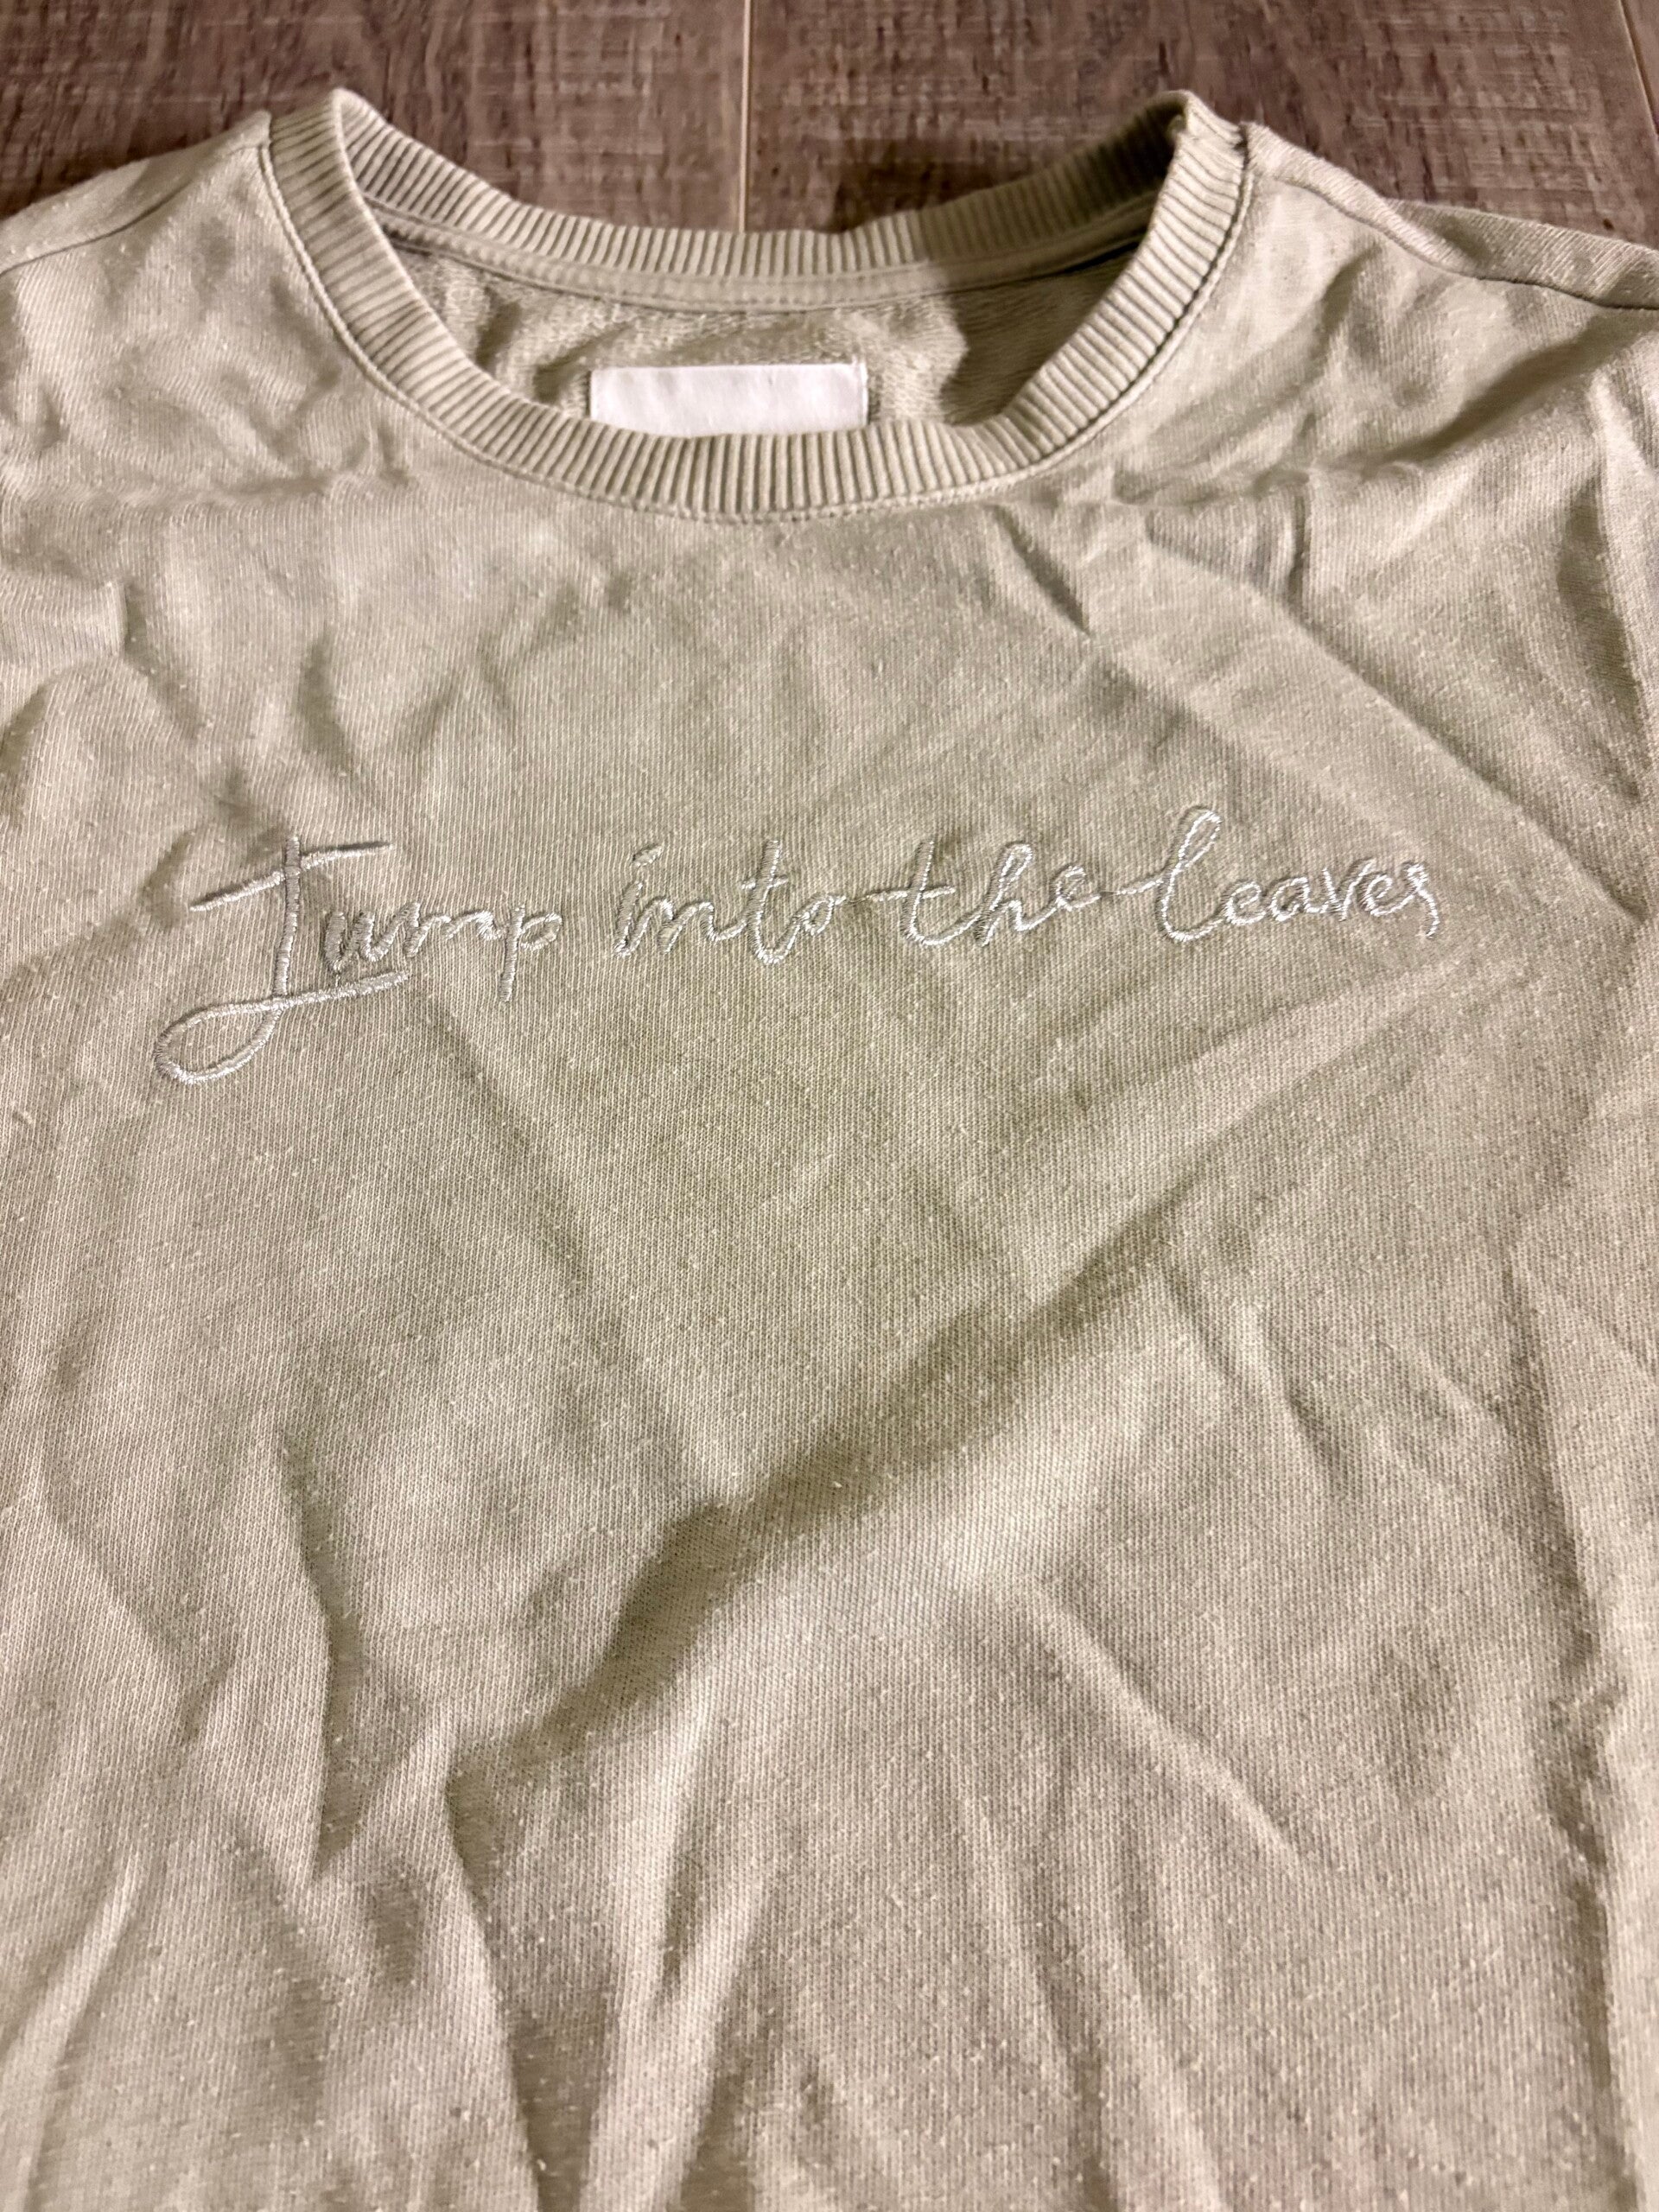 Jump into the leaves